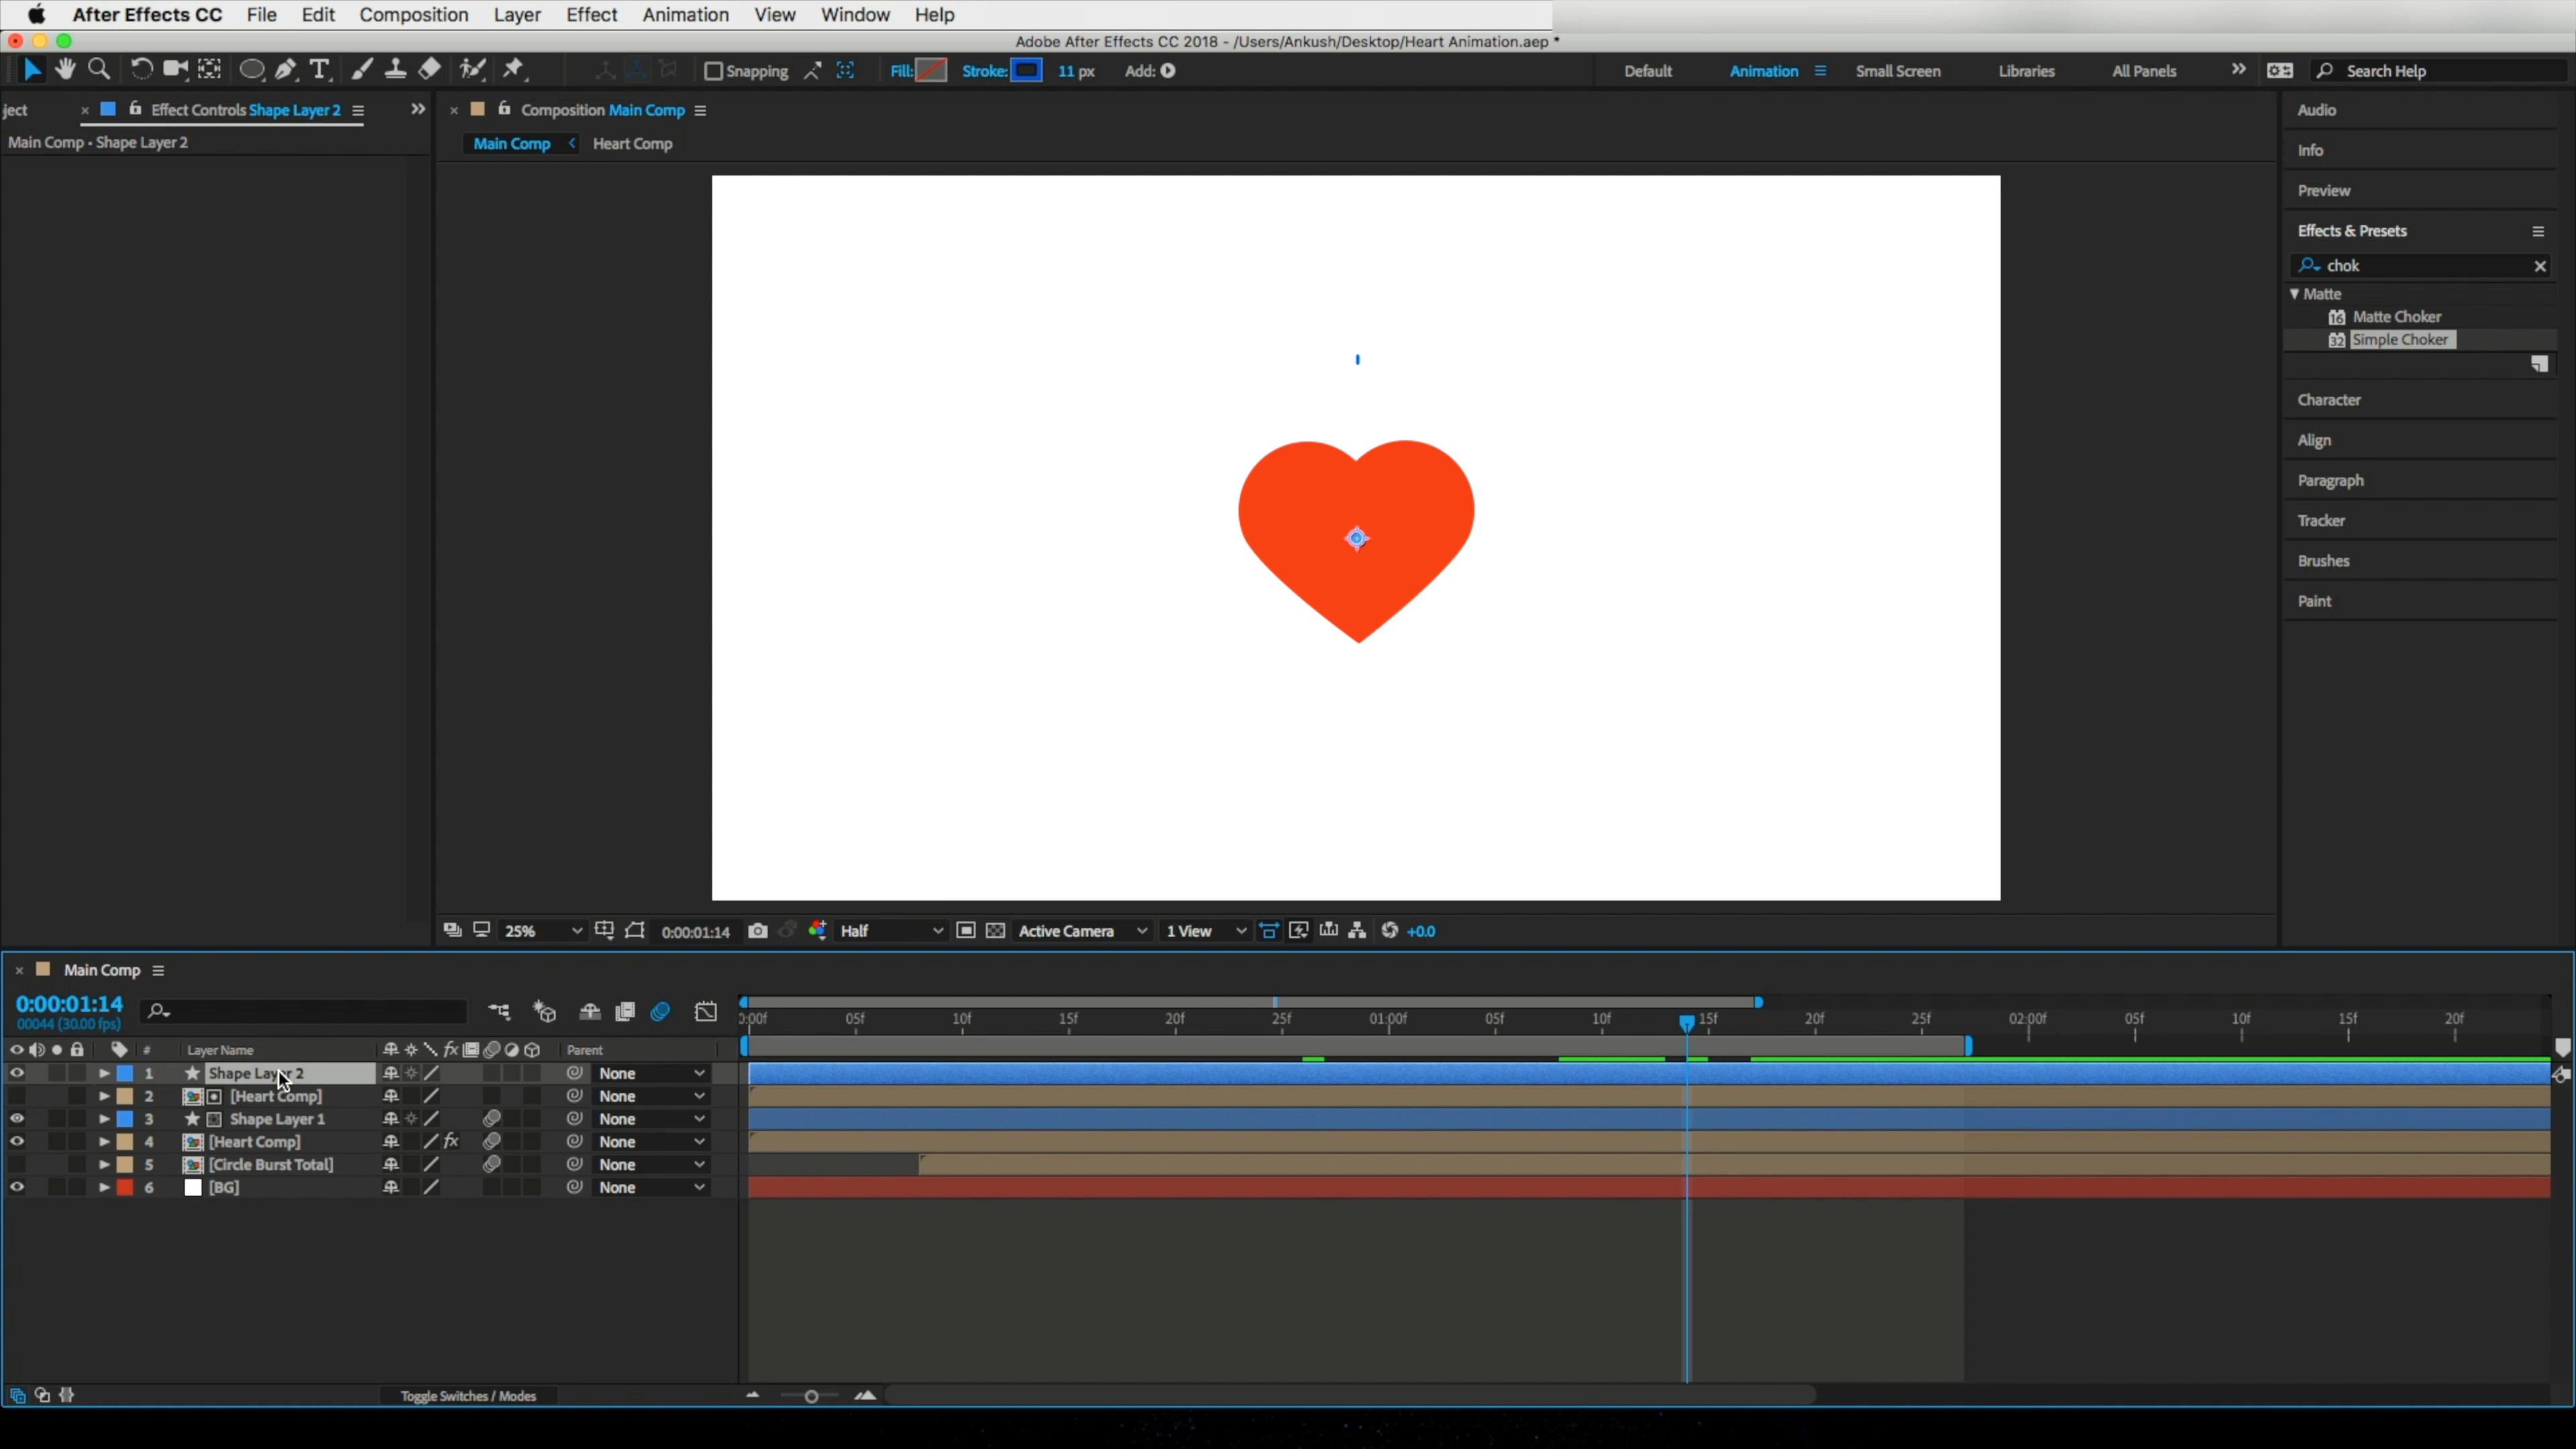 After Effects CC File Edit Composition Layer Effect Animation View Window Help
Adobe After Effects CC 2018 - /Users/Ankush/Desktop/Heart Animation.aep *
Snapping Fill: Stroke: 11 px Add: Default Animation Small Screen Libraries All Panels Search Help
ject Effect Controls Shape Layer 2
Main Comp • Shape Layer 2
Composition Main Comp
Main Comp Heart Comp
Audio
Info
Preview
Effects & Presets
chok
Matte
16 Matte Choker
32 Simple Choker
Character
Align
Paragraph
Tracker
Brushes
Paint
25% 0:00:01:14 Half Active Camera 1 View +0.0
Main Comp
0:00:01:14
00044 (30.00 fps)
0:00f 05f 10f 15f 20f 25f 01:00f 05f 10f 15f 20f 25f 02:00f 05f 10f 15f 20f
# Layer Name fx Parent
1 Shape Layer 2 None
2 [Heart Comp] None
3 Shape Layer 1 None
4 [Heart Comp] fx None
5 [Circle Burst Total] None
6 [BG] None
Toggle Switches / Modes